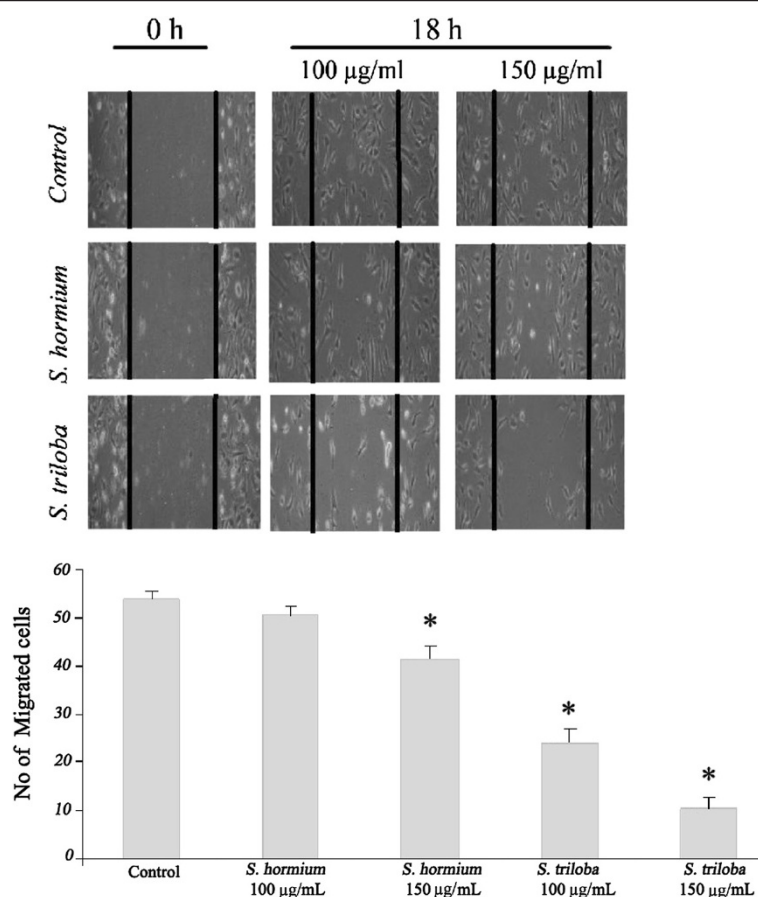 0 h
18 h
100 μg/ml
150 μg/ml
Control
S. hormium
S. triloba
No of Migrated cells
60
50
40
30
20
10
0
*
*
*
*
Control
S. hormium
100 μg/mL
S. hormium
150 μg/mL
S. triloba
100 μg/mL
S. triloba
150 μg/mL